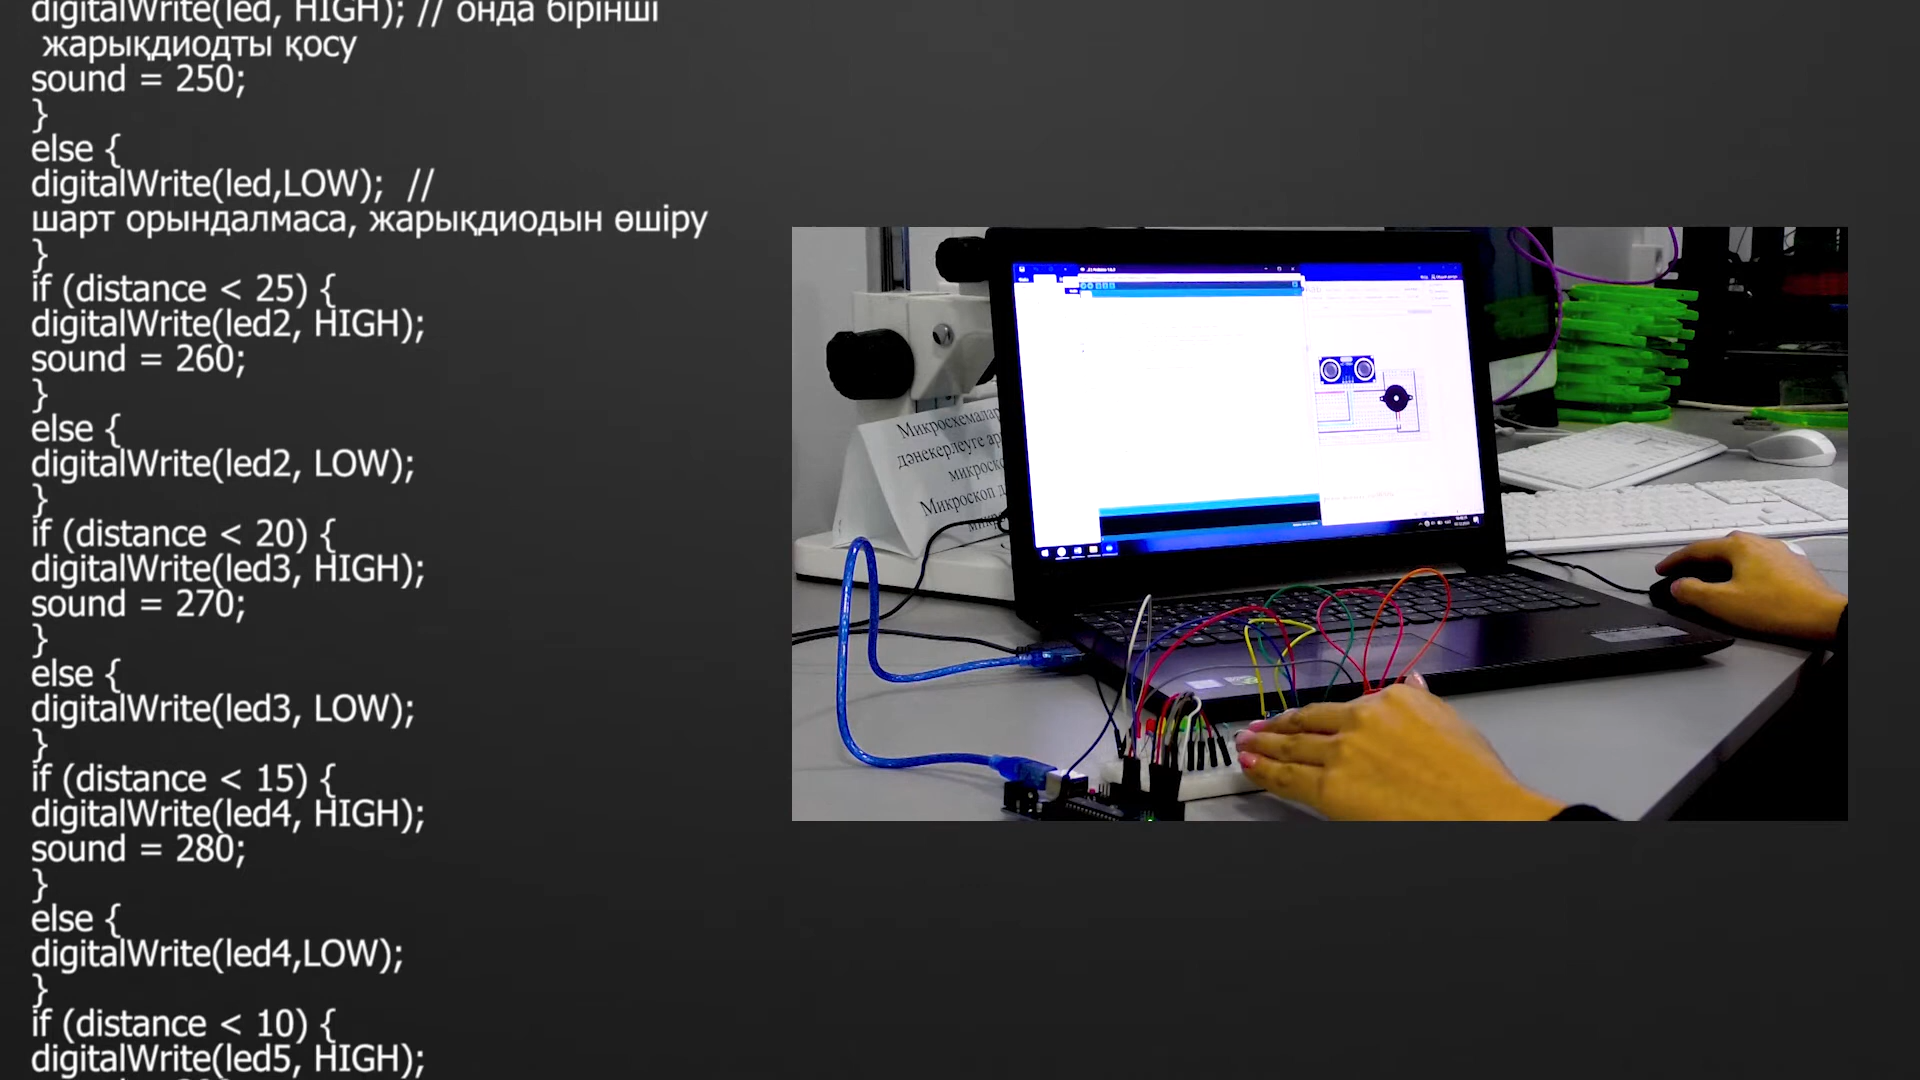 digitalWrite(led, HIGH); // онда бірінші
жарықдиодты қосу
sound = 250;
}
else {
digitalWrite(led,LOW);  //
шарт орындалмаса, жарықдиодын өшіру
}
if (distance < 25) {
digitalWrite(led2, HIGH);
sound = 260;
}
else {
digitalWrite(led2, LOW);
}
if (distance < 20) {
digitalWrite(led3, HIGH);
sound = 270;
}
else {
digitalWrite(led3, LOW);
}
if (distance < 15) {
digitalWrite(led4, HIGH);
sound = 280;
}
else {
digitalWrite(led4,LOW);
}
if (distance < 10) {
digitalWrite(led5, HIGH);
Микросхемалар
дәнекерлеуге
Микроскоп